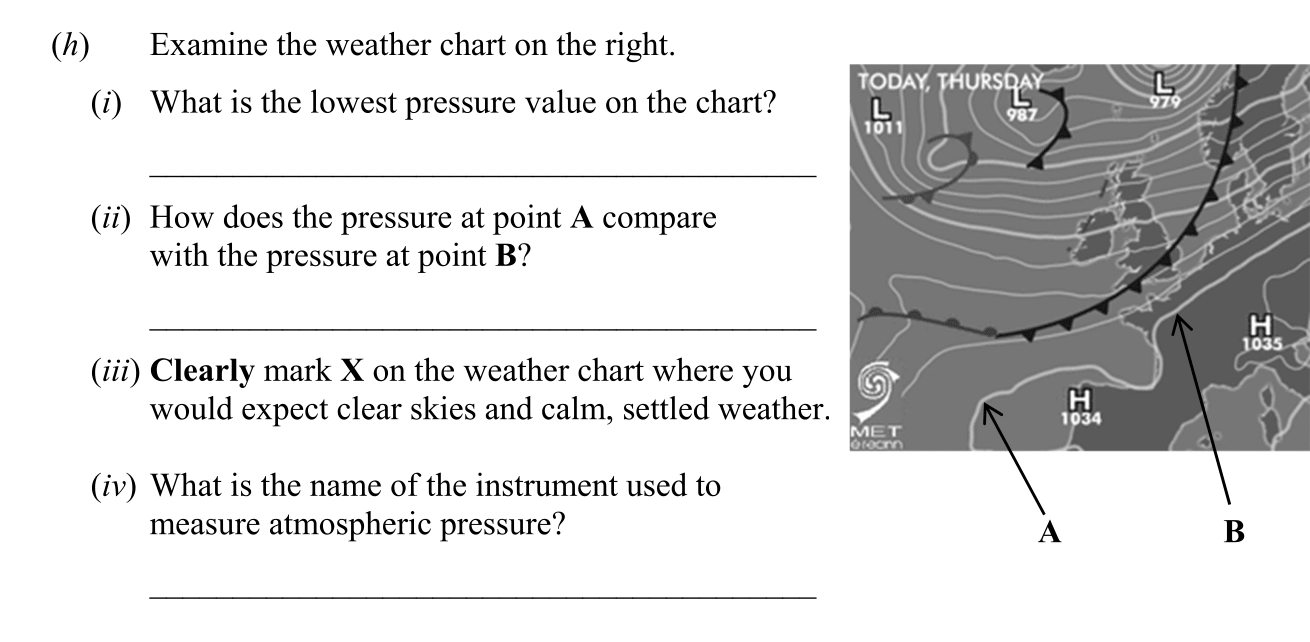 (h) Examine the weather chart on the right.
(i) What is the lowest pressure value on the chart?
(ii) How does the pressure at point A compare
with the pressure at point B?
(iii) Clearly mark X on the weather chart where you
would expect clear skies and calm, settled weather.
(iv) What is the name of the instrument used to
measure atmospheric pressure?
TODAY, THURSDAY
L
1011
L
987
L
979
H
1035
H
1034
MET
éireann
A
B